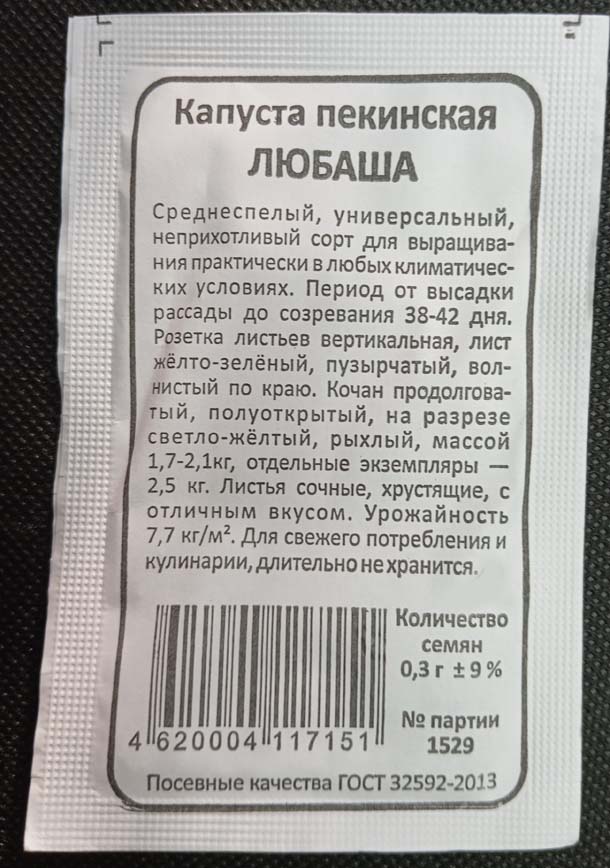 Капуста пекинская
ЛЮБАША
Среднеспелый, универсальный,
неприхотливый сорт для выращива-
ния практически в любых климатичес-
ких условиях. Период от высадки
рассады до созревания 38-42 дня.
Розетка листьев вертикальная, лист
жёлто-зелёный, пузырчатый, вол-
нистый по краю. Кочан продолгова-
тый, полуоткрытый, на разрезе
светло-жёлтый, рыхлый, массой
1,7-2,1кг, отдельные экземпляры —
2,5 кг. Листья сочные, хрустящие, с
отличным вкусом. Урожайность
7,7 кг/м². Для свежего потребления и
кулинарии, длительно не хранится.
Количество
семян
0,3 г ± 9 %
№ партии
1529
4 620004 117151
Посевные качества ГОСТ 32592-2013